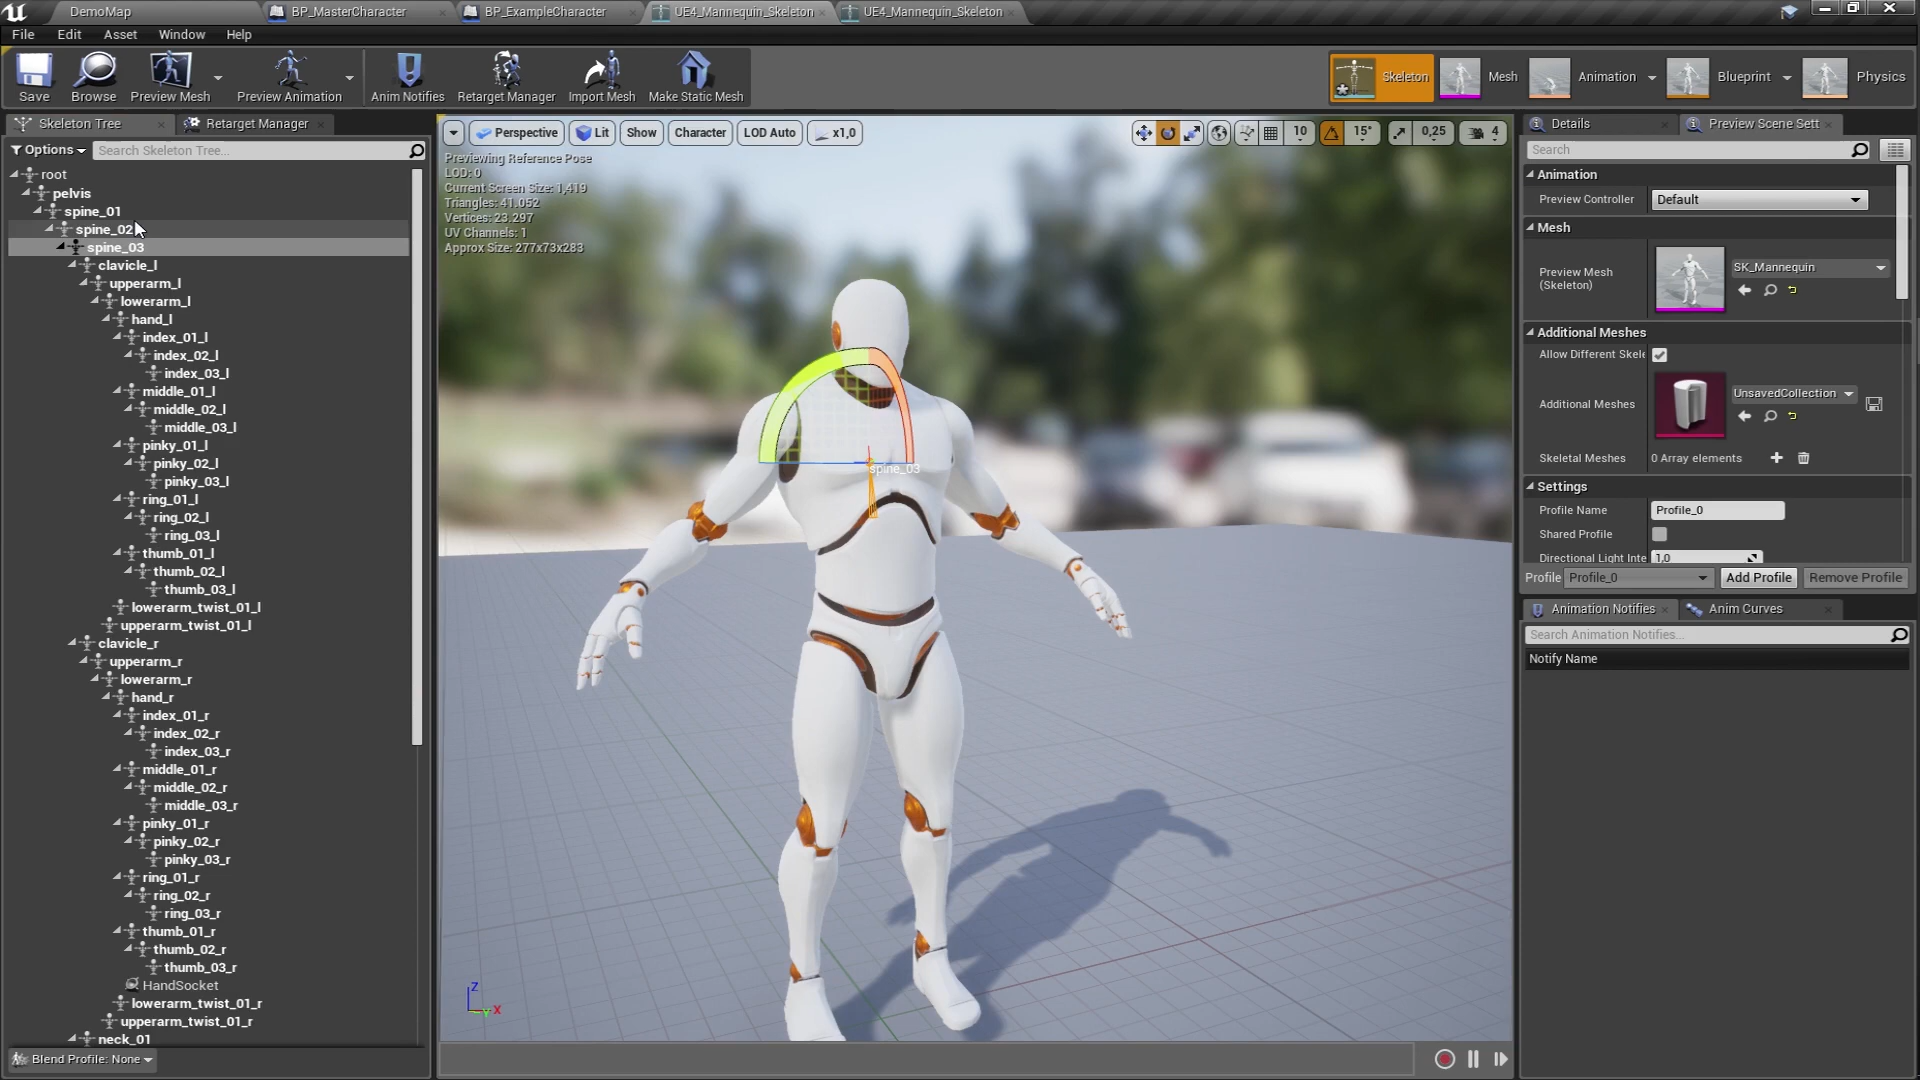 DemoMap
BP_MasterCharacter
BP_ExampleCharacter
UE4_Mannequin_Skeleton
UE4_Mannequin_Skeleton
File Edit Asset Window Help
Save
Browse
Preview Mesh
Preview Animation
Anim Notifies
Retarget Manager
Import Mesh
Make Static Mesh
Skeleton
Mesh
Animation
Blueprint
Physics
Skeleton Tree
Retarget Manager
Options
Search Skeleton Tree...
root
pelvis
spine_01
spine_02
spine_03
clavicle_l
upperarm_l
lowerarm_l
hand_l
index_01_l
index_02_l
index_03_l
middle_01_l
middle_02_l
middle_03_l
pinky_01_l
pinky_02_l
pinky_03_l
ring_01_l
ring_02_l
ring_03_l
thumb_01_l
thumb_02_l
thumb_03_l
lowerarm_twist_01_l
upperarm_twist_01_l
clavicle_r
upperarm_r
lowerarm_r
hand_r
index_01_r
index_02_r
index_03_r
middle_01_r
middle_02_r
middle_03_r
pinky_01_r
pinky_02_r
pinky_03_r
ring_01_r
ring_02_r
ring_03_r
thumb_01_r
thumb_02_r
thumb_03_r
HandSocket
lowerarm_twist_01_r
upperarm_twist_01_r
neck_01
Blend Profile: None
Perspective Lit Show Character LOD Auto x1,0
10 15° 0,25 4
Previewing Reference Pose
LOD: 0
Current Screen Size: 1,419
Triangles: 41.052
Vertices: 23.297
UV Channels: 1
Approx Size: 277x73x283
spine_03
Z
Y
X
Details
Preview Scene Sett
Search
Animation
Preview Controller Default
Mesh
Preview Mesh
(Skeleton)
SK_Mannequin
Additional Meshes
Allow Different Skele
Additional Meshes UnsavedCollection
Skeletal Meshes 0 Array elements
Settings
Profile Name Profile_0
Shared Profile
Directional Light Inte 1,0
Profile Profile_0 Add Profile Remove Profile
Animation Notifies
Anim Curves
Search Animation Notifies...
Notify Name